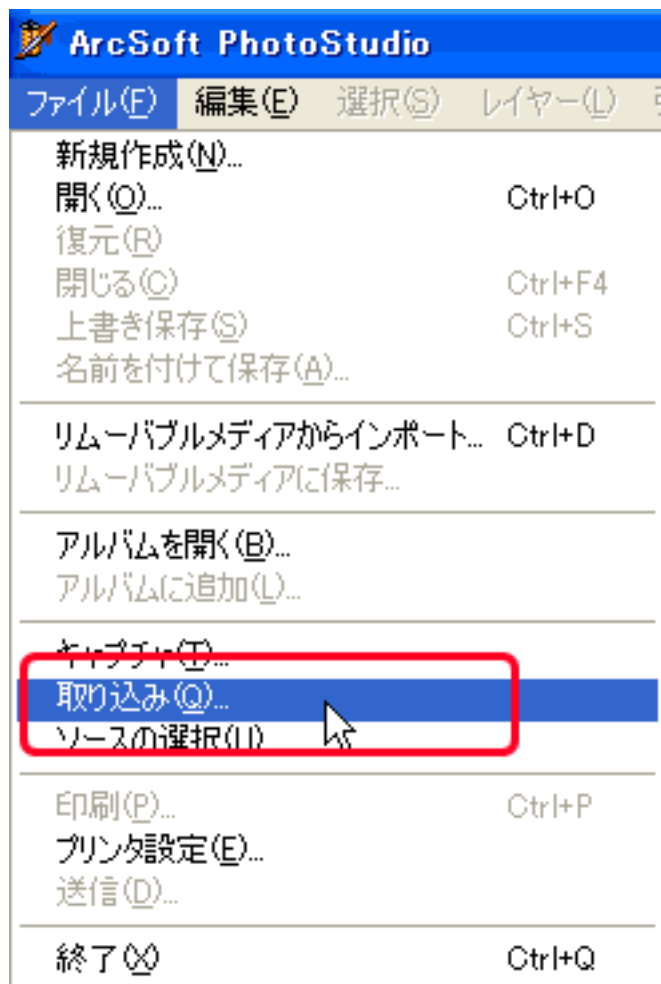 ArcSoft PhotoStudio
ファイル(F) 編集(E) 選択(S) レイヤー(L)
新規作成(N)...
開く(O)... Ctrl+O
復元(R)
閉じる(C) Ctrl+F4
上書き保存(S) Ctrl+S
名前を付けて保存(A)...
リムーバブルメディアからインポート... Ctrl+D
リムーバブルメディアに保存...
アルバムを開く(B)...
アルバムに追加(L)...
キャプチャ(T)...
取り込み(Q)...
ソースの選択(U)
印刷(P)... Ctrl+P
プリンタ設定(E)...
送信(D)...
終了(X) Ctrl+Q